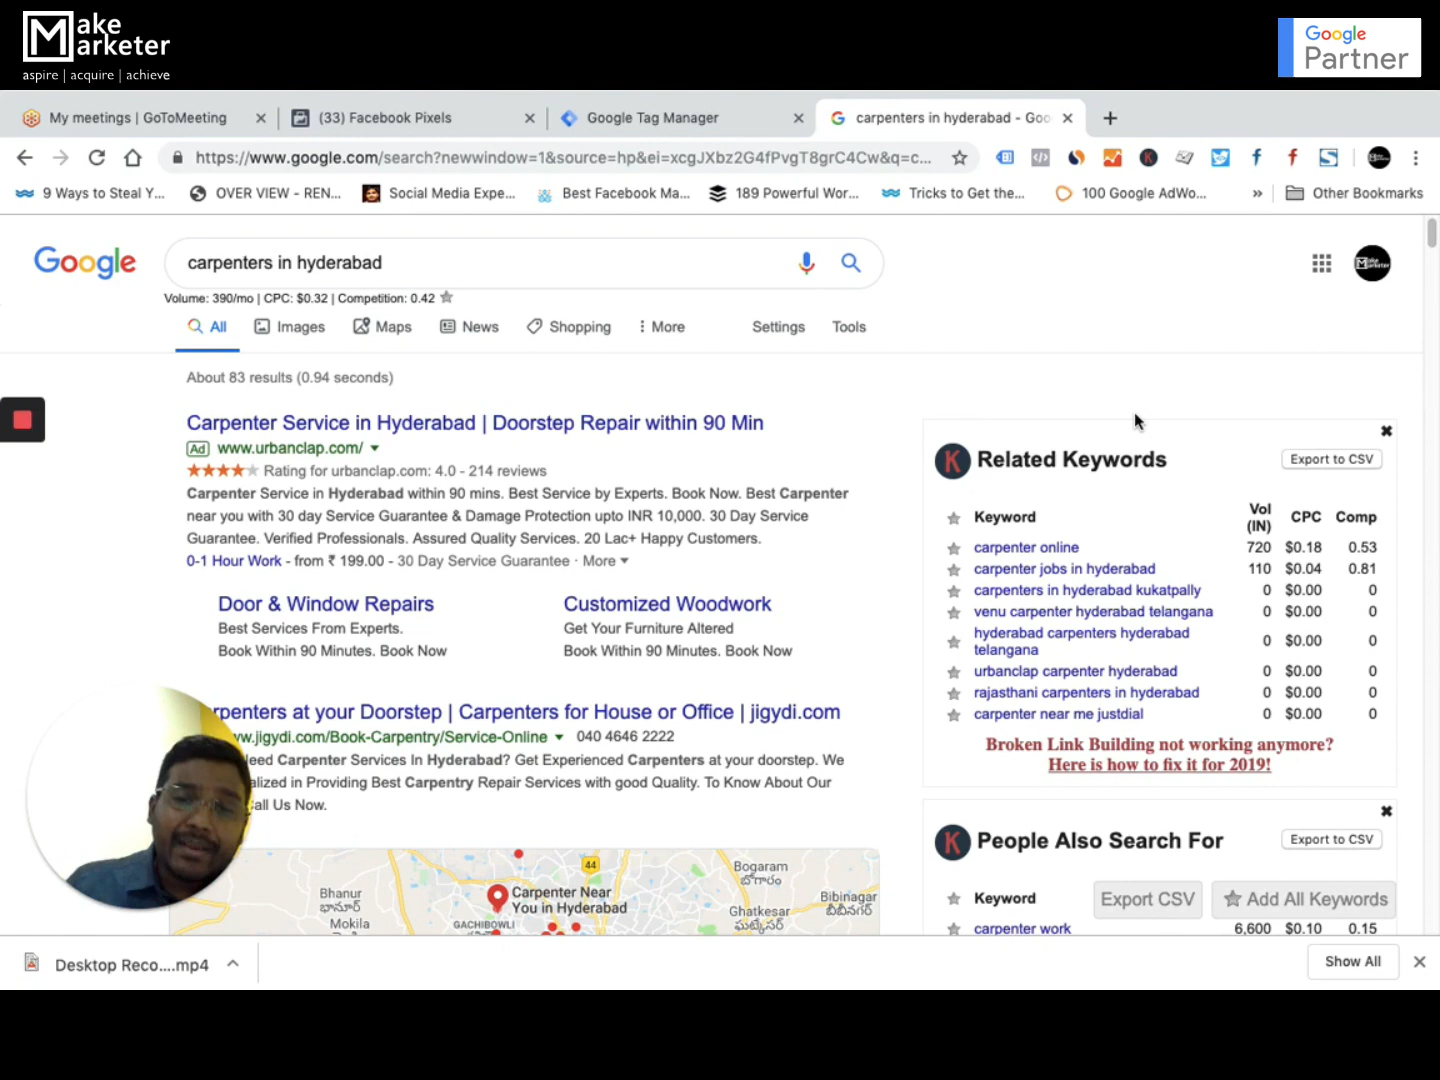 Make Marketer
aspire | acquire | achieve
Google Partner
My meetings | GoToMeeting
(33) Facebook Pixels
Google Tag Manager
carpenters in hyderabad - Goo
https://www.google.com/search?newwindow=1&source=hp&ei=xcgJXbz2G4fPvgT8grC4Cw&q=c...
9 Ways to Steal Y...
OVER VIEW - REN...
Social Media Expe...
Best Facebook Ma...
189 Powerful Wor...
Tricks to Get the...
100 Google AdWo...
»
Other Bookmarks
Google
carpenters in hyderabad
Volume: 390/mo | CPC: $0.32 | Competition: 0.42
All
Images
Maps
News
Shopping
More
Settings
Tools
About 83 results (0.94 seconds)
Carpenter Service in Hyderabad | Doorstep Repair within 90 Min
Ad www.urbanclap.com/
Rating for urbanclap.com: 4.0 - 214 reviews
Carpenter Service in Hyderabad within 90 mins. Best Service by Experts. Book Now. Best Carpenter
near you with 30 day Service Guarantee & Damage Protection upto INR 10,000. 30 Day Service
Guarantee. Verified Professionals. Assured Quality Services. 20 Lac+ Happy Customers.
0-1 Hour Work - from ₹ 199.00 - 30 Day Service Guarantee · More
Door & Window Repairs
Best Services From Experts.
Book Within 90 Minutes. Book Now
Customized Woodwork
Get Your Furniture Altered
Book Within 90 Minutes. Book Now
rpenters at your Doorstep | Carpenters for House or Office | jigydi.com
w.jigydi.com/Book-Carpentry/Service-Online 040 4646 2222
eed Carpenter Services In Hyderabad? Get Experienced Carpenters at your doorstep. We
alized in Providing Best Carpentry Repair Services with good Quality. To Know About Our
all Us Now.
44
Bhanur
భానూర్
Mokila
Carpenter Near
You in Hyderabad
GACHIBOWLI
Bogaram
బోగారం
Ghatkesar
ఘట్కేసర్
Bibinagar
బీబీనగర్
Related Keywords
Export to CSV
Keyword Vol (IN) CPC Comp
carpenter online 720 $0.18 0.53
carpenter jobs in hyderabad 110 $0.04 0.81
carpenters in hyderabad kukatpally 0 $0.00 0
venu carpenter hyderabad telangana 0 $0.00 0
hyderabad carpenters hyderabad
telangana 0 $0.00 0
urbanclap carpenter hyderabad 0 $0.00 0
rajasthani carpenters in hyderabad 0 $0.00 0
carpenter near me justdial 0 $0.00 0
Broken Link Building not working anymore?
Here is how to fix it for 2019!
People Also Search For
Export to CSV
Keyword
Export CSV
Add All Keywords
carpenter work 6,600 $0.10 0.15
Desktop Reco....mp4
Show All